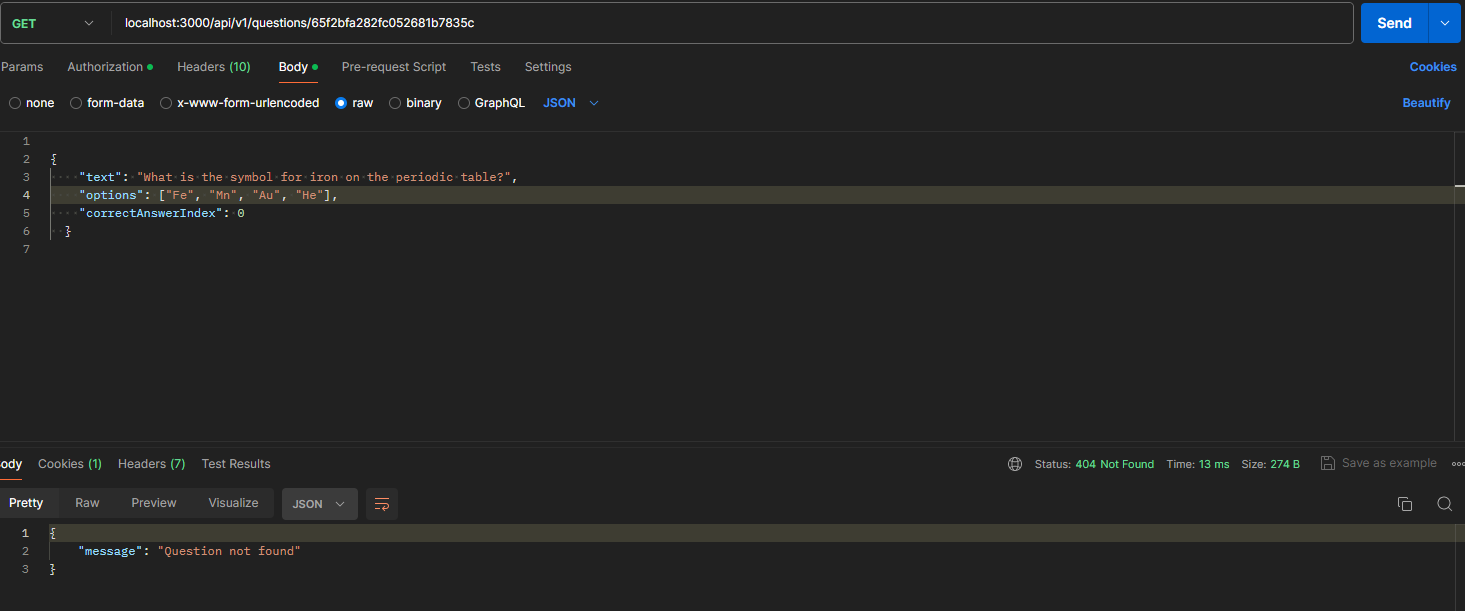 GET localhost:3000/api/v1/questions/65f2bfa282fc052681b7835c Send
Params Authorization Headers (10) Body Pre-request Script Tests Settings Cookies
none form-data x-www-form-urlencoded raw binary GraphQL JSON Beautify
1
2 {
3 "text": "What is the symbol for iron on the periodic table?",
4 "options": ["Fe", "Mn", "Au", "He"],
5 "correctAnswerIndex": 0
6 }
7
ody Cookies (1) Headers (7) Test Results Status: 404 Not Found Time: 13 ms Size: 274 B Save as example
Pretty Raw Preview Visualize JSON
1 {
2 "message": "Question not found"
3 }